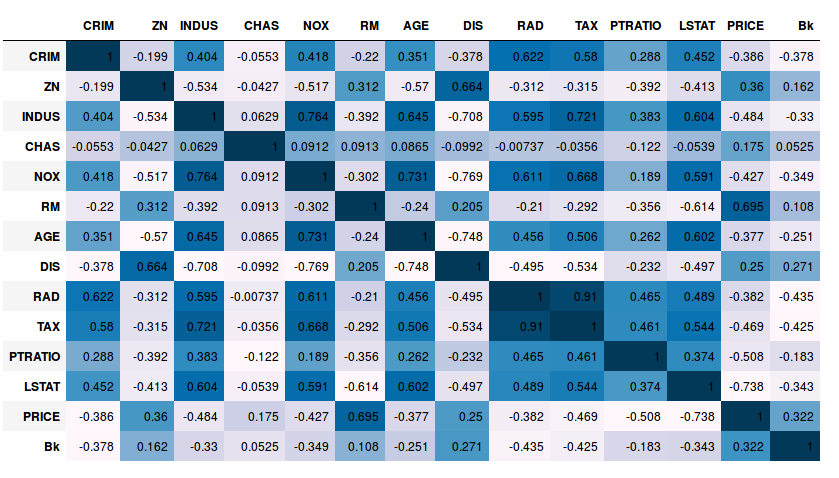 CRIM ZN INDUS CHAS NOX RM AGE DIS RAD TAX PTRATIO LSTAT PRICE Bk
CRIM 1 -0.199 0.404 -0.0553 0.418 -0.22 0.351 -0.378 0.622 0.58 0.288 0.452 -0.386 -0.378
ZN -0.199 1 -0.534 -0.0427 -0.517 0.312 -0.57 0.664 -0.312 -0.315 -0.392 -0.413 0.36 0.162
INDUS 0.404 -0.534 1 0.0629 0.764 -0.392 0.645 -0.708 0.595 0.721 0.383 0.604 -0.484 -0.33
CHAS -0.0553 -0.0427 0.0629 1 0.0912 0.0913 0.0865 -0.0992 -0.00737 -0.0356 -0.122 -0.0539 0.175 0.0525
NOX 0.418 -0.517 0.764 0.0912 1 -0.302 0.731 -0.769 0.611 0.668 0.189 0.591 -0.427 -0.349
RM -0.22 0.312 -0.392 0.0913 -0.302 1 -0.24 0.205 -0.21 -0.292 -0.356 -0.614 0.695 0.108
AGE 0.351 -0.57 0.645 0.0865 0.731 -0.24 1 -0.748 0.456 0.506 0.262 0.602 -0.377 -0.251
DIS -0.378 0.664 -0.708 -0.0992 -0.769 0.205 -0.748 1 -0.495 -0.534 -0.232 -0.497 0.25 0.271
RAD 0.622 -0.312 0.595 -0.00737 0.611 -0.21 0.456 -0.495 1 0.91 0.465 0.489 -0.382 -0.435
TAX 0.58 -0.315 0.721 -0.0356 0.668 -0.292 0.506 -0.534 0.91 1 0.461 0.544 -0.469 -0.425
PTRATIO 0.288 -0.392 0.383 -0.122 0.189 -0.356 0.262 -0.232 0.465 0.461 1 0.374 -0.508 -0.183
LSTAT 0.452 -0.413 0.604 -0.0539 0.591 -0.614 0.602 -0.497 0.489 0.544 0.374 1 -0.738 -0.343
PRICE -0.386 0.36 -0.484 0.175 -0.427 0.695 -0.377 0.25 -0.382 -0.469 -0.508 -0.738 1 0.322
Bk -0.378 0.162 -0.33 0.0525 -0.349 0.108 -0.251 0.271 -0.435 -0.425 -0.183 -0.343 0.322 1